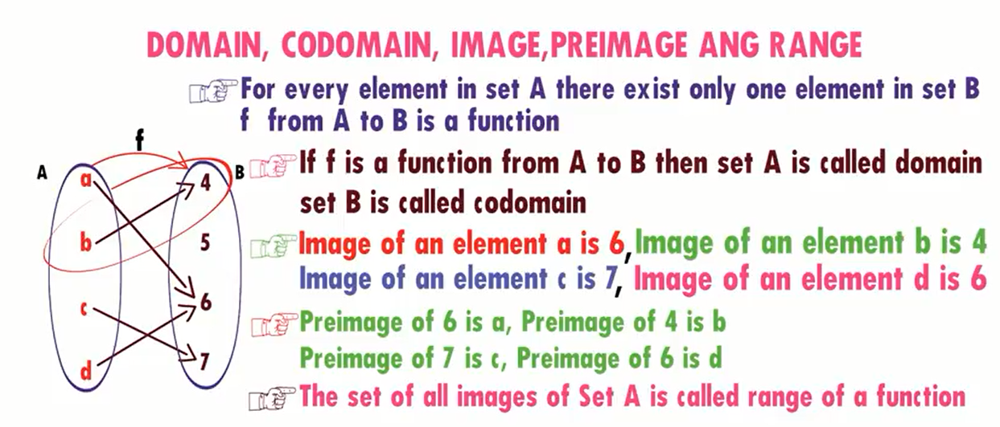 DOMAIN, CODOMAIN, IMAGE,PREIMAGE ANG RANGE
For every element in set A there exist only one element in set B
f from A to B is a function
f
A
B
a
4
b
5
c
6
d
7
If f is a function from A to B then set A is called domain
set B is called codomain
Image of an element a is 6,Image of an element b is 4
Image of an element c is 7, Image of an element d is 6
Preimage of 6 is a, Preimage of 4 is b
Preimage of 7 is c, Preimage of 6 is d
The set of all images of Set A is called range of a function